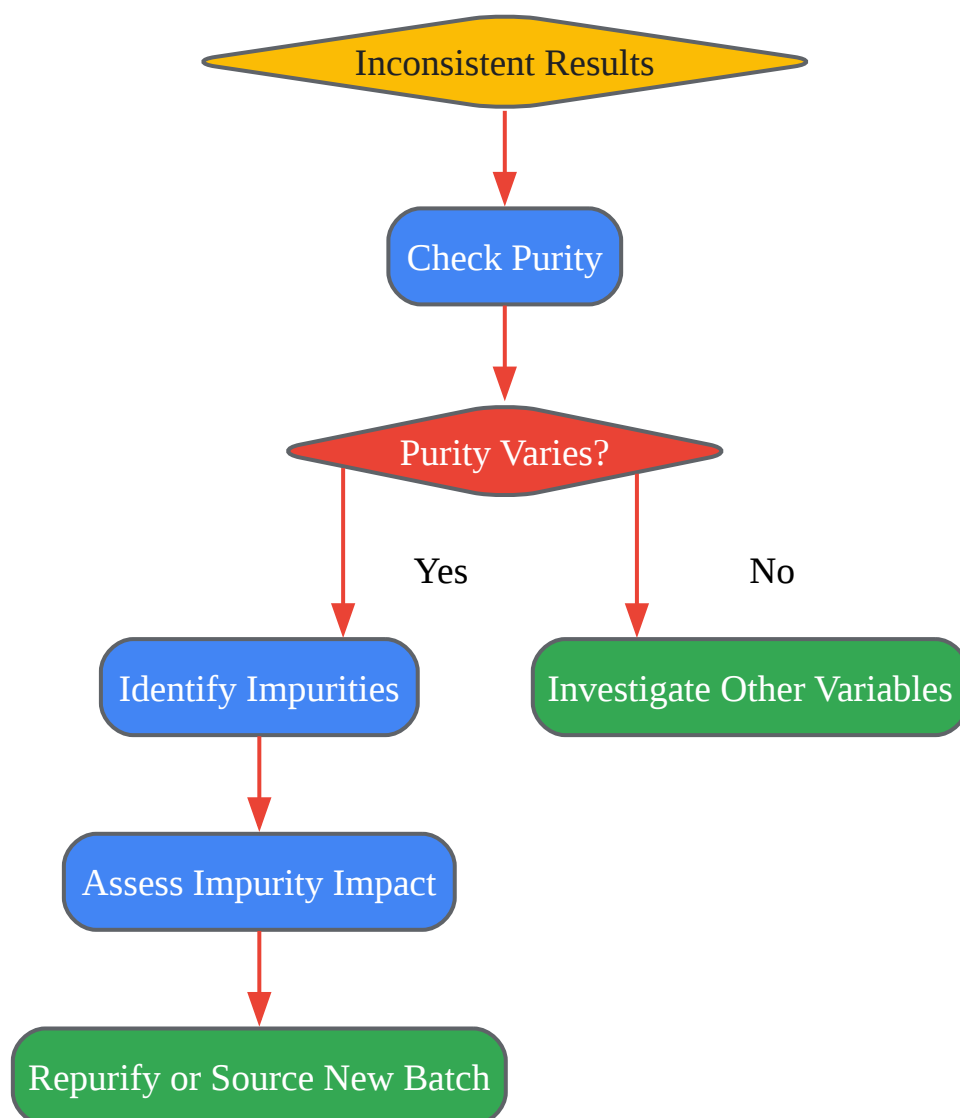 Inconsistent Results
Check Purity
Purity Varies?
Yes
No
Identify Impurities
Investigate Other Variables
Assess Impurity Impact
Repurify or Source New Batch